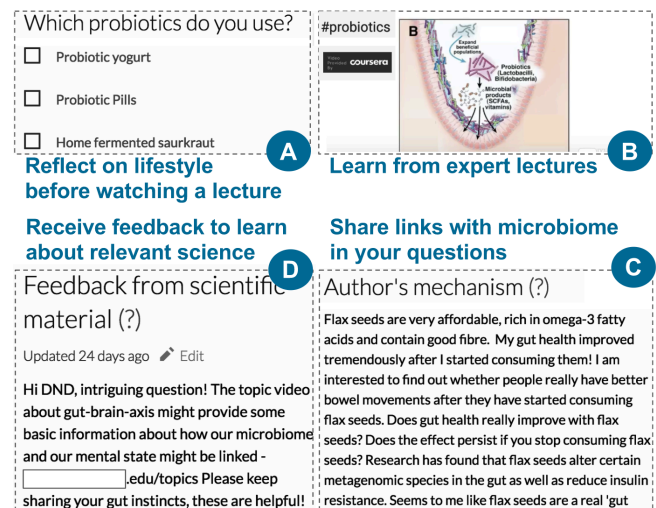 Which probiotics do you use?
Probiotic yogurt
Probiotic Pills
Home fermented saurkraut
A
Reflect on lifestyle
before watching a lecture
#probiotics
Video
Provided
By
coursera
B
Expand
beneficial
populations
Probiotics
(Lactobacilli,
Bifidobacteria)
Microbial
products
(SCFAs,
vitamins)
B
Learn from expert lectures
Receive feedback to learn
about relevant science
D
Feedback from scientific
material (?)
Updated 24 days ago Edit
Hi DND, intriguing question! The topic video
about gut-brain-axis might provide some
basic information about how our microbiome
and our mental state might be linked -
.edu/topics Please keep
sharing your gut instincts, these are helpful!
Share links with microbiome
in your questions
C
Author's mechanism (?)
Flax seeds are very affordable, rich in omega-3 fatty
acids and contain good fibre. My gut health improved
tremendously after I started consuming them! I am
interested to find out whether people really have better
bowel movements after they have started consuming
flax seeds. Does gut health really improve with flax
seeds? Does the effect persist if you stop consuming flax
seeds? Research has found that flax seeds alter certain
metagenomic species in the gut as well as reduce insulin
resistance. Seems to me like flax seeds are a real 'gut